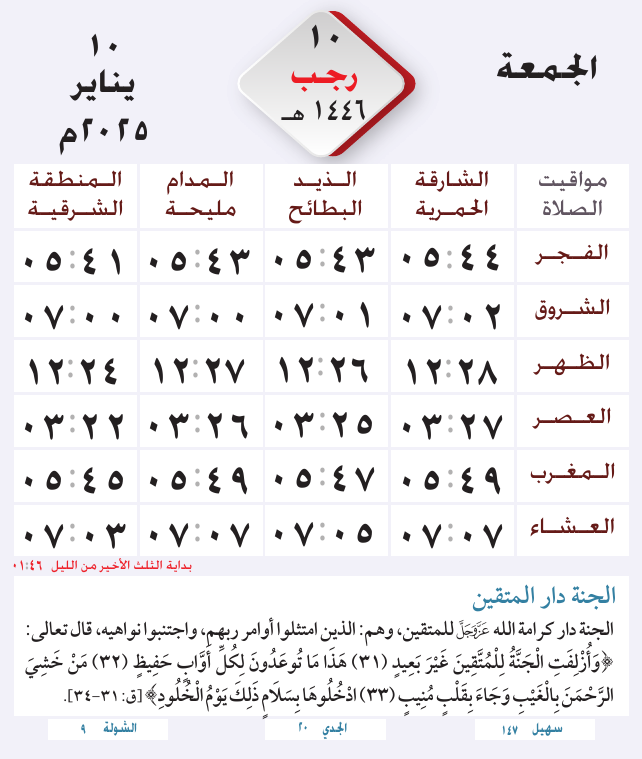 الجمعة
١٠
رجب
١٤٤٦ هـ
١٠
يناير
٢٠٢٥م
مواقيت الصلاة
الشارقة الحمرية
الذيد البطائح
المدام مليحة
المنطقة الشرقية
الفجر ٠٥:٤٤ ٠٥:٤٣ ٠٥:٤٣ ٠٥:٤١
الشروق ٠٧:٠٢ ٠٧:٠١ ٠٧:٠٠ ٠٧:٠٠
الظهر ١٢:٢٨ ١٢:٢٦ ١٢:٢٧ ١٢:٢٤
العصر ٠٣:٢٧ ٠٣:٢٥ ٠٣:٢٦ ٠٣:٢٢
المغرب ٠٥:٤٩ ٠٥:٤٧ ٠٥:٤٩ ٠٥:٤٥
العشاء ٠٧:٠٧ ٠٧:٠٥ ٠٧:٠٧ ٠٧:٠٣
بداية الثلث الأخير من الليل ٠١:٤٦
الجنة دار المتقين
الجنة دار كرامة الله عَزَّوَجَلَّ للمتقين، وهم: الذين امتثلوا أوامر ربهم، واجتنبوا نواهيه، قال تعالى:
﴿وَأُزْلِفَتِ الْجَنَّةُ لِلْمُتَّقِينَ غَيْرَ بَعِيدٍ (٣١) هَذَا مَا تُوعَدُونَ لِكُلِّ أَوَّابٍ حَفِيظٍ (٣٢) مَنْ خَشِيَ
الرَّحْمَنَ بِالْغَيْبِ وَجَاءَ بِقَلْبٍ مُنِيبٍ (٣٣) ادْخُلُوهَا بِسَلَامٍ ذَلِكَ يَوْمُ الْخُلُودِ﴾ [ق: ٣١-٣٤].
سهيل ١٤٧
الجدي ٢٠
الشولة ٩